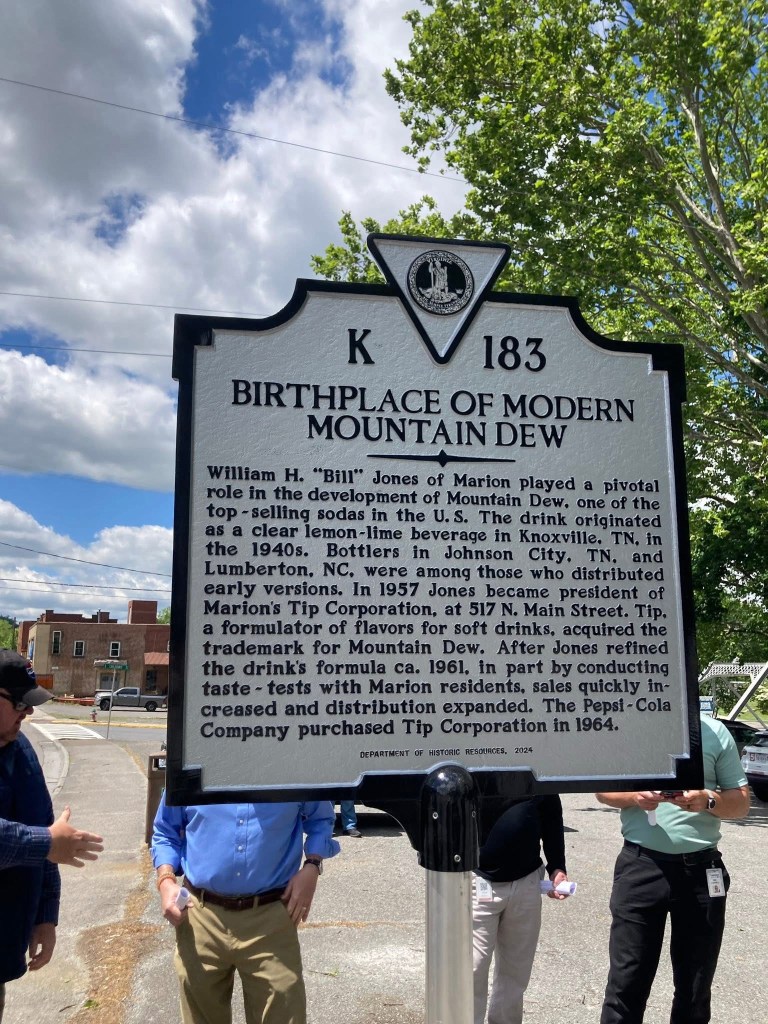 VIRGINIA
K 183
BIRTHPLACE OF MODERN
MOUNTAIN DEW
William H. "Bill" Jones of Marion played a pivotal
role in the development of Mountain Dew, one of the
top-selling sodas in the U.S. The drink originated
as a clear lemon-lime beverage in Knoxville, TN, in
the 1940s. Bottlers in Johnson City, TN, and
Lumberton, NC, were among those who distributed
early versions. In 1957 Jones became president of
Marion's Tip Corporation, at 517 N. Main Street. Tip,
a formulator of flavors for soft drinks, acquired the
trademark for Mountain Dew. After Jones refined
the drink's formula ca. 1961, in part by conducting
taste-tests with Marion residents, sales quickly in-
creased and distribution expanded. The Pepsi-Cola
Company purchased Tip Corporation in 1964.
DEPARTMENT OF HISTORIC RESOURCES, 2024